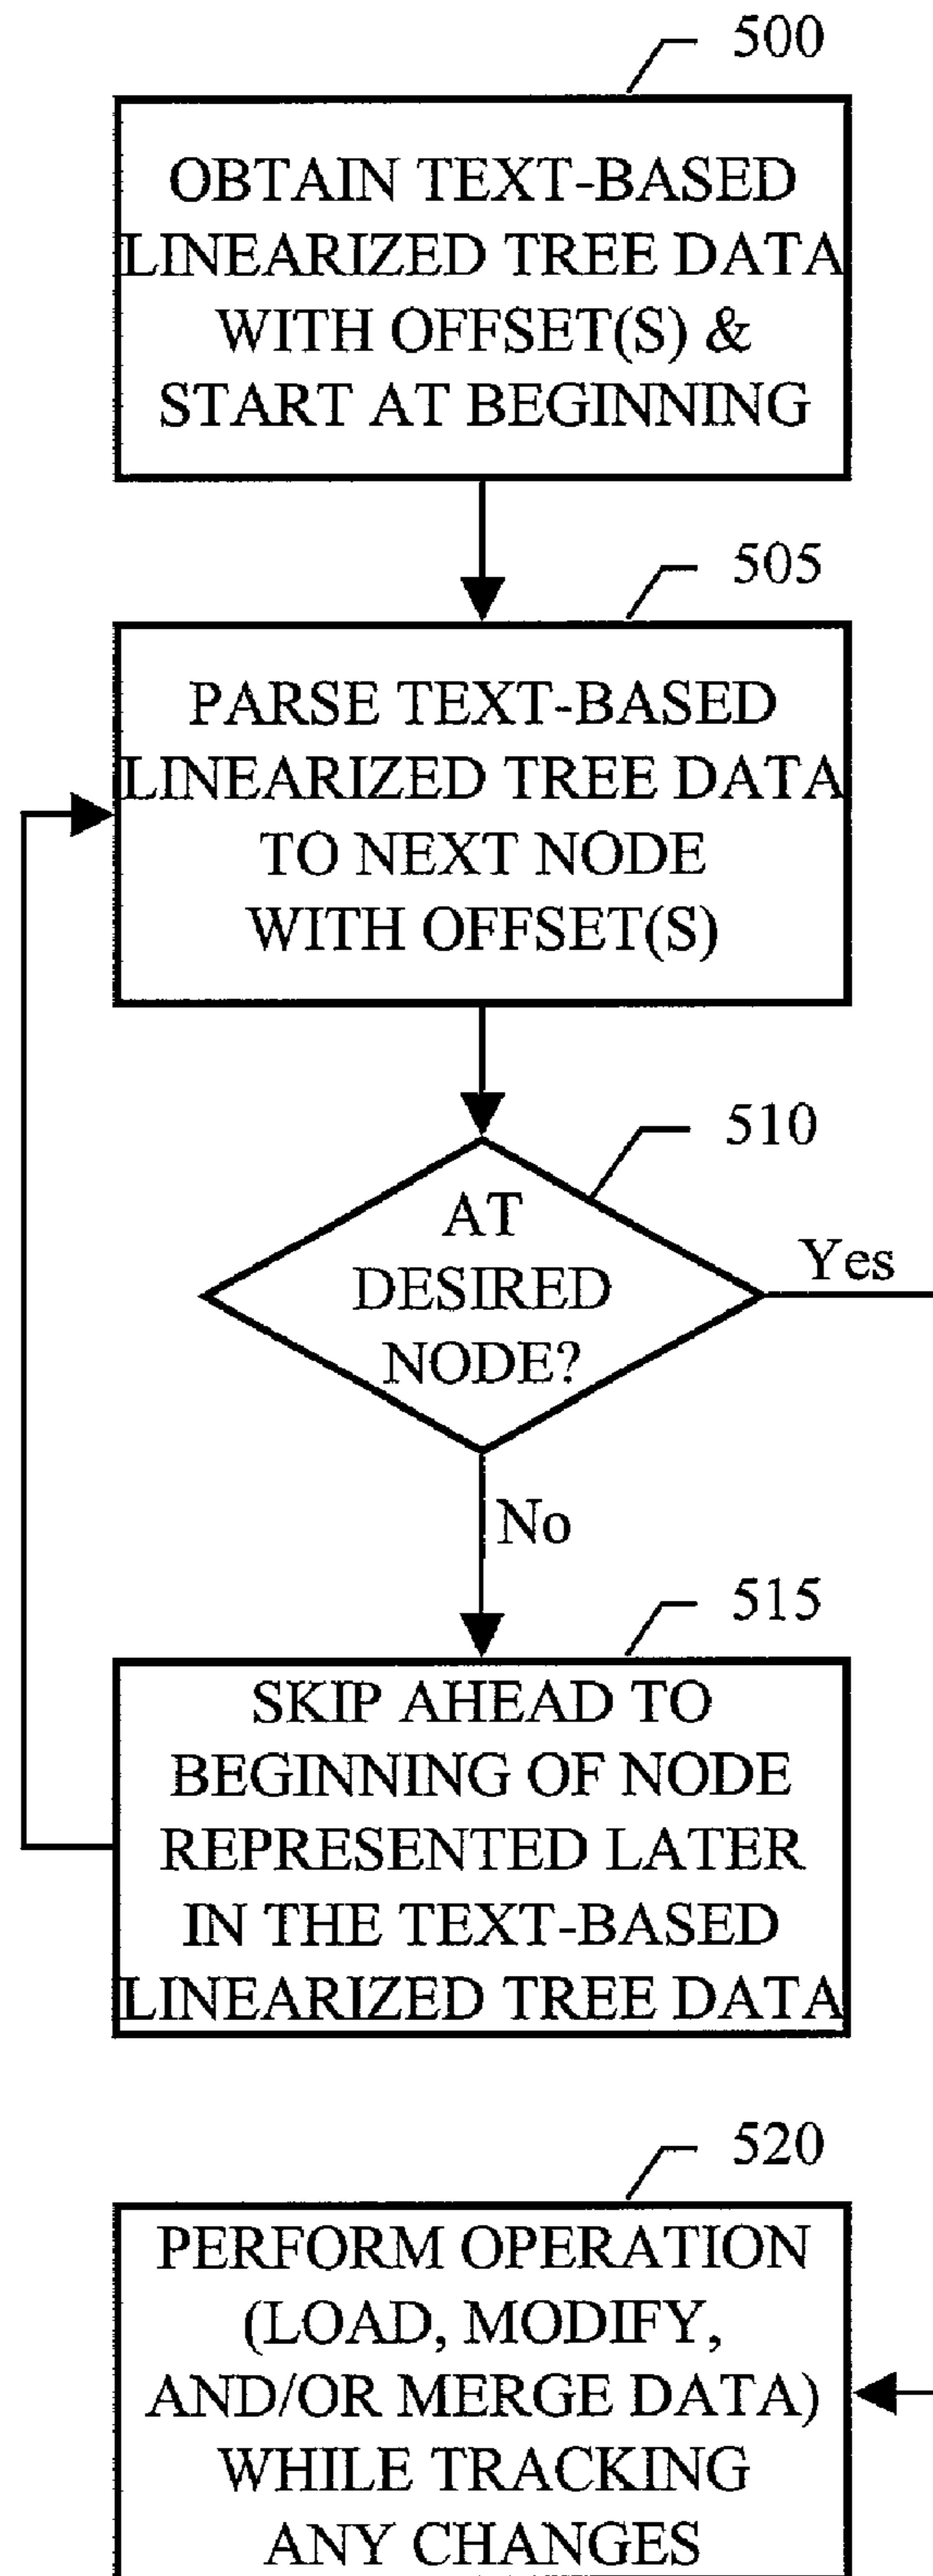 500
OBTAIN TEXT-BASED
LINEARIZED TREE DATA
WITH OFFSET(S) &
START AT BEGINNING
505
PARSE TEXT-BASED
LINEARIZED TREE DATA
TO NEXT NODE
WITH OFFSET(S)
510
AT
DESIRED
NODE?
Yes
No
515
SKIP AHEAD TO
BEGINNING OF NODE
REPRESENTED LATER
IN THE TEXT-BASED
LINEARIZED TREE DATA
520
PERFORM OPERATION
(LOAD, MODIFY,
AND/OR MERGE DATA)
WHILE TRACKING
ANY CHANGES